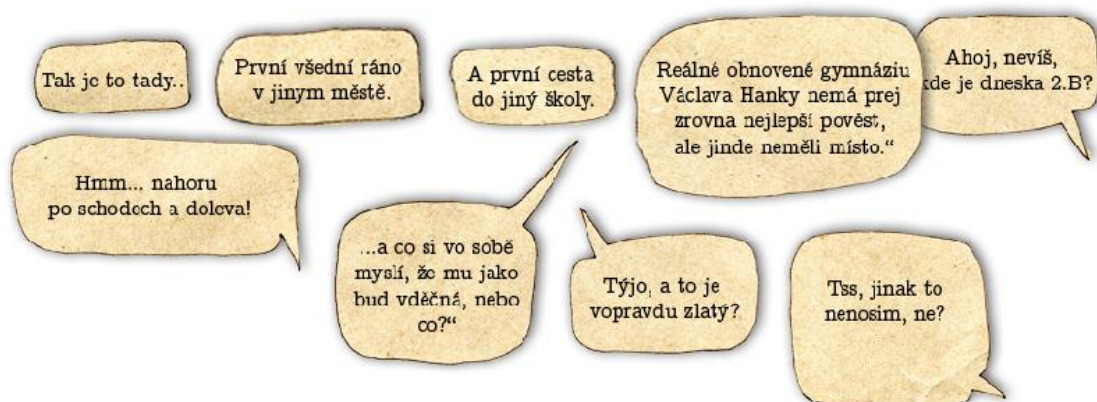 Tak je to tady..
První všední ráno
v jinym městě.
A první cesta
do jiný školy.
Reálné obnovené gymnáziu
Václava Hanky nemá prej
zrovna nejlepší pověst,
ale jinde neměli místo.“
Ahoj, nevíš,
kde je dneska 2.B?
Hmm... nahoru
po schodech a doleva!
...a co si vo sobě
myslí, že mu jako
bud vděčná, nebo
co?“
Týjo, a to je
vopravdu zlatý?
Tss, jinak to
nenosim, ne?